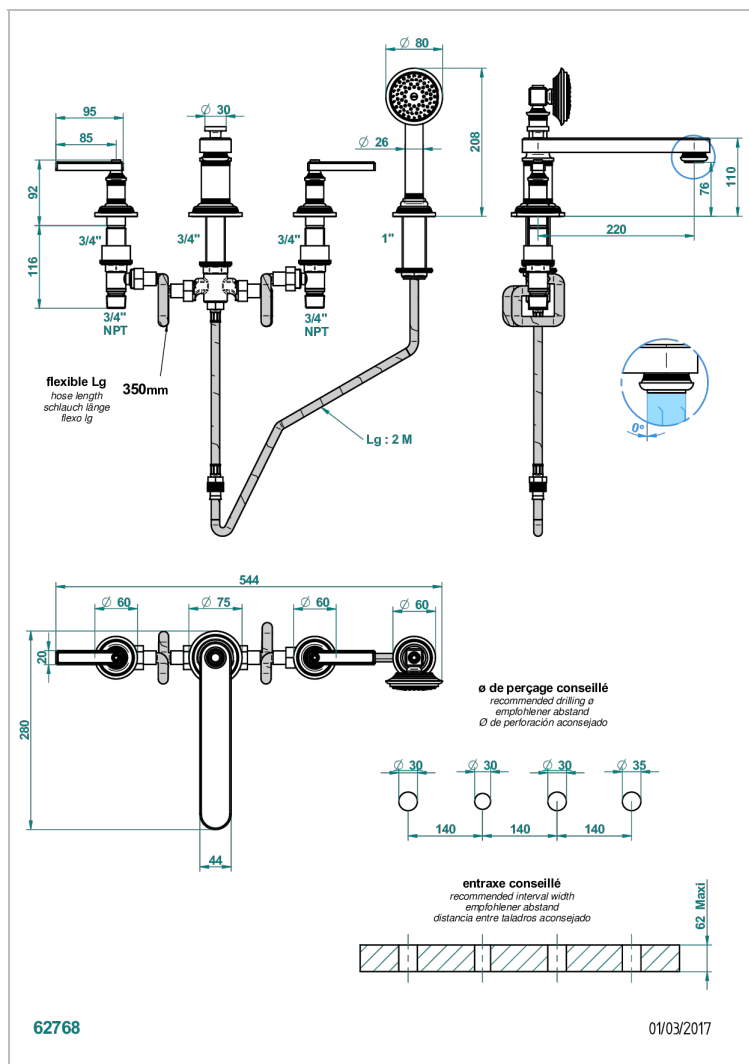 Ø 80
95
Ø 30
85
Ø 26
208
92
76
110
220
3/4"
3/4"
3/4"
1"
116
3/4"
NPT
3/4"
NPT
flexible Lg
350mm
hose length
schlauch länge
flexo lg
0°
Lg : 2 M
544
Ø 60
Ø 75
Ø 60
Ø 60
20
280
44
ø de perçage conseillé
recommended drilling ø
empfohlener abstand
Ø de perforación aconsejado
Ø 30
Ø 30
Ø 30
Ø 35
140
140
140
entraxe conseillé
recommended interval width
empfohlener abstand
distancia entre taladros aconsejado
62 Maxi
62768
01/03/2017